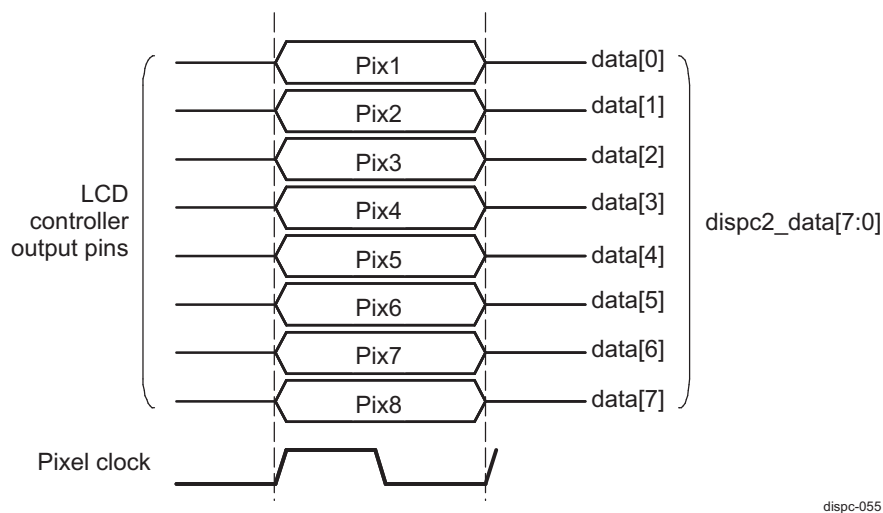 Pix1 data[0]
Pix2 data[1]
Pix3 data[2]
Pix4 data[3]
Pix5 data[4]
Pix6 data[5]
Pix7 data[6]
Pix8 data[7]
LCD
controller
output pins
dispc2_data[7:0]
Pixel clock
dispc-055